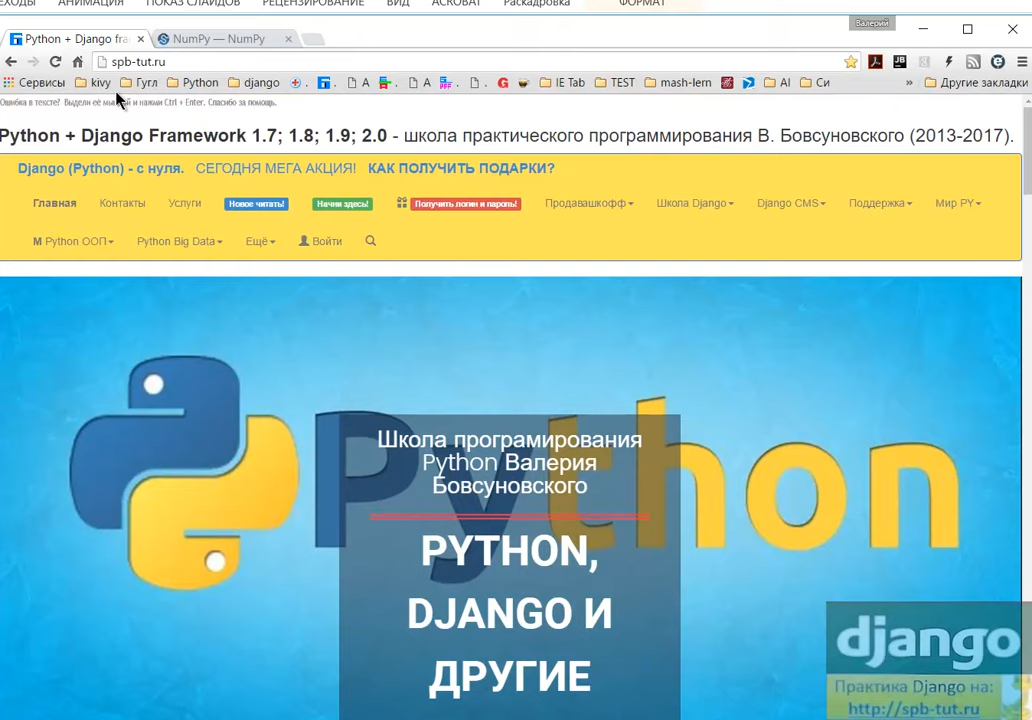 ЕХОДЫ АНИМАЦИЯ ПОКАЗ СЛАЙДОВ РЕЦЕНЗИРОВАНИЕ ВИД ACROBAT Раскадровка ФОРМАТ
Валерий
Python + Django fra NumPy — NumPy
spb-tut.ru
Сервисы kivy Гугл Python django A A G IE Tab TEST mash-lern AI Си » Другие закладки
Ошибка в тексте? Выдели её мышкой и нажми Ctrl + Enter. Спасибо за помощь.
Python + Django Framework 1.7; 1.8; 1.9; 2.0 - школа практического программирования В. Бовсуновского (2013-2017).
Django (Python) - с нуля. СЕГОДНЯ МЕГА АКЦИЯ! КАК ПОЛУЧИТЬ ПОДАРКИ?
Главная Контакты Услуги Новое читать! Начни здесь! Получить логин и пароль! Продавашкофф Школа Django Django CMS Поддержка Мир PY
М Python ООП Python Big Data Ещё Войти
Python
Школа програмирования
Python Валерия
Бовсуновского
PYTHON,
DJANGO И
ДРУГИЕ
django
Практика Django на:
http://spb-tut.ru